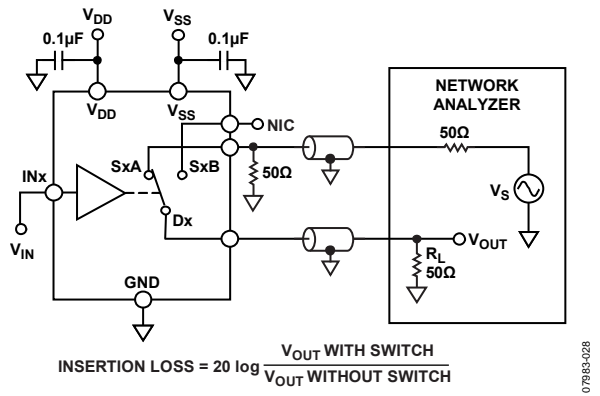 VDD
VSS
0.1µF
0.1µF
VDD
VSS
NIC
SxA
SxB
50Ω
INx
Dx
VIN
GND
NETWORK
ANALYZER
50Ω
VS
VOUT
RL
50Ω
INSERTION LOSS = 20 log VOUT WITH SWITCH
VOUT WITHOUT SWITCH
07983-028